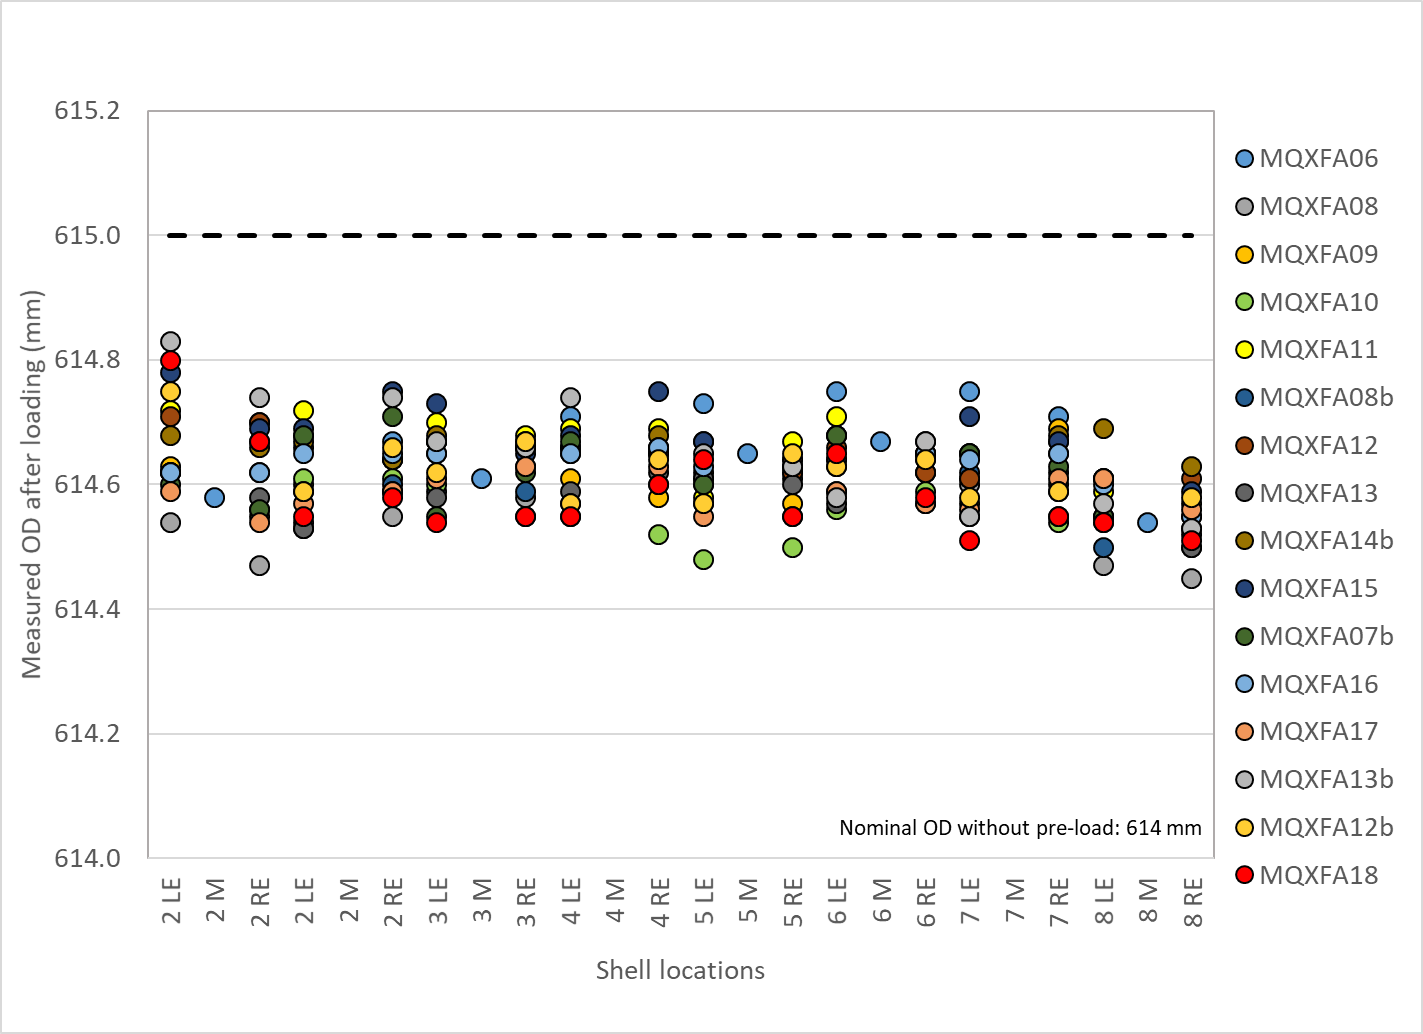 615.2
615.0
614.8
614.6
614.4
614.2
614.0
Measured OD after loading (mm)
Nominal OD without pre-load: 614 mm
2 LE
2 M
2 RE
2 LE
2 M
2 RE
3 LE
3 M
3 RE
4 LE
4 M
4 RE
5 LE
5 M
5 RE
6 LE
6 M
6 RE
7 LE
7 M
7 RE
8 LE
8 M
8 RE
Shell locations
MQXFA06
MQXFA08
MQXFA09
MQXFA10
MQXFA11
MQXFA08b
MQXFA12
MQXFA13
MQXFA14b
MQXFA15
MQXFA07b
MQXFA16
MQXFA17
MQXFA13b
MQXFA12b
MQXFA18